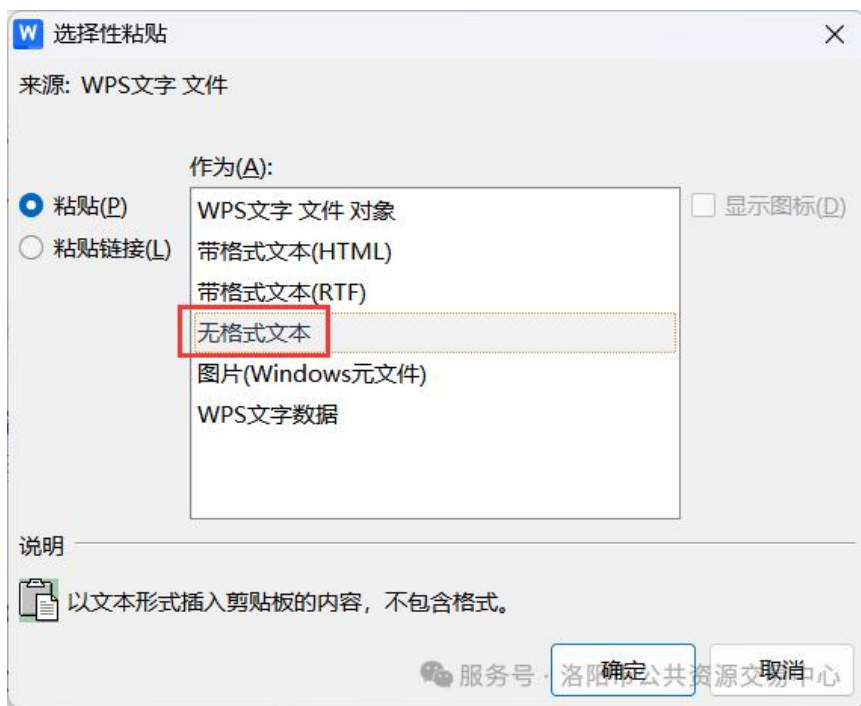 W 选择性粘贴
来源: WPS文字 文件
作为(A):
粘贴(P)
粘贴链接(L)
WPS文字 文件 对象
带格式文本(HTML)
带格式文本(RTF)
无格式文本
图片(Windows元文件)
WPS文字数据
显示图标(D)
说明
以文本形式插入剪贴板的内容，不包含格式。
确定 取消
服务号 · 洛阳市公共资源交易中心